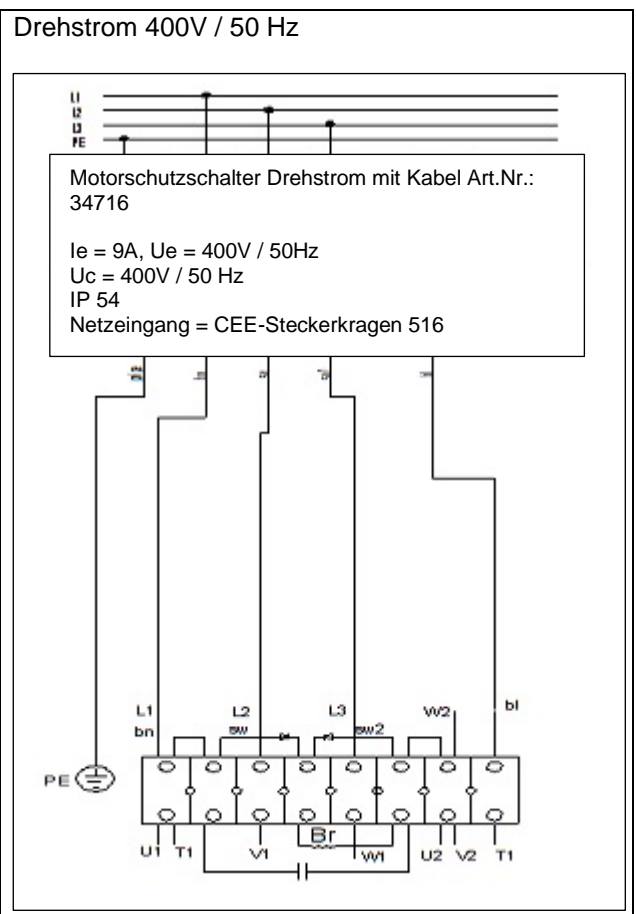 Drehstrom 400V / 50 Hz
L1
L2
L3
PE
Motorschutzschalter Drehstrom mit Kabel Art.Nr.:
34716
Ie = 9A, Ue = 400V / 50Hz
Uc = 400V / 50 Hz
IP 54
Netzeingang = CEE-Steckerkragen 516
L1 L2 L3 W2 bl
bn sw sw2
PE
Br
U1 T1 V1 W1 U2 V2 T1